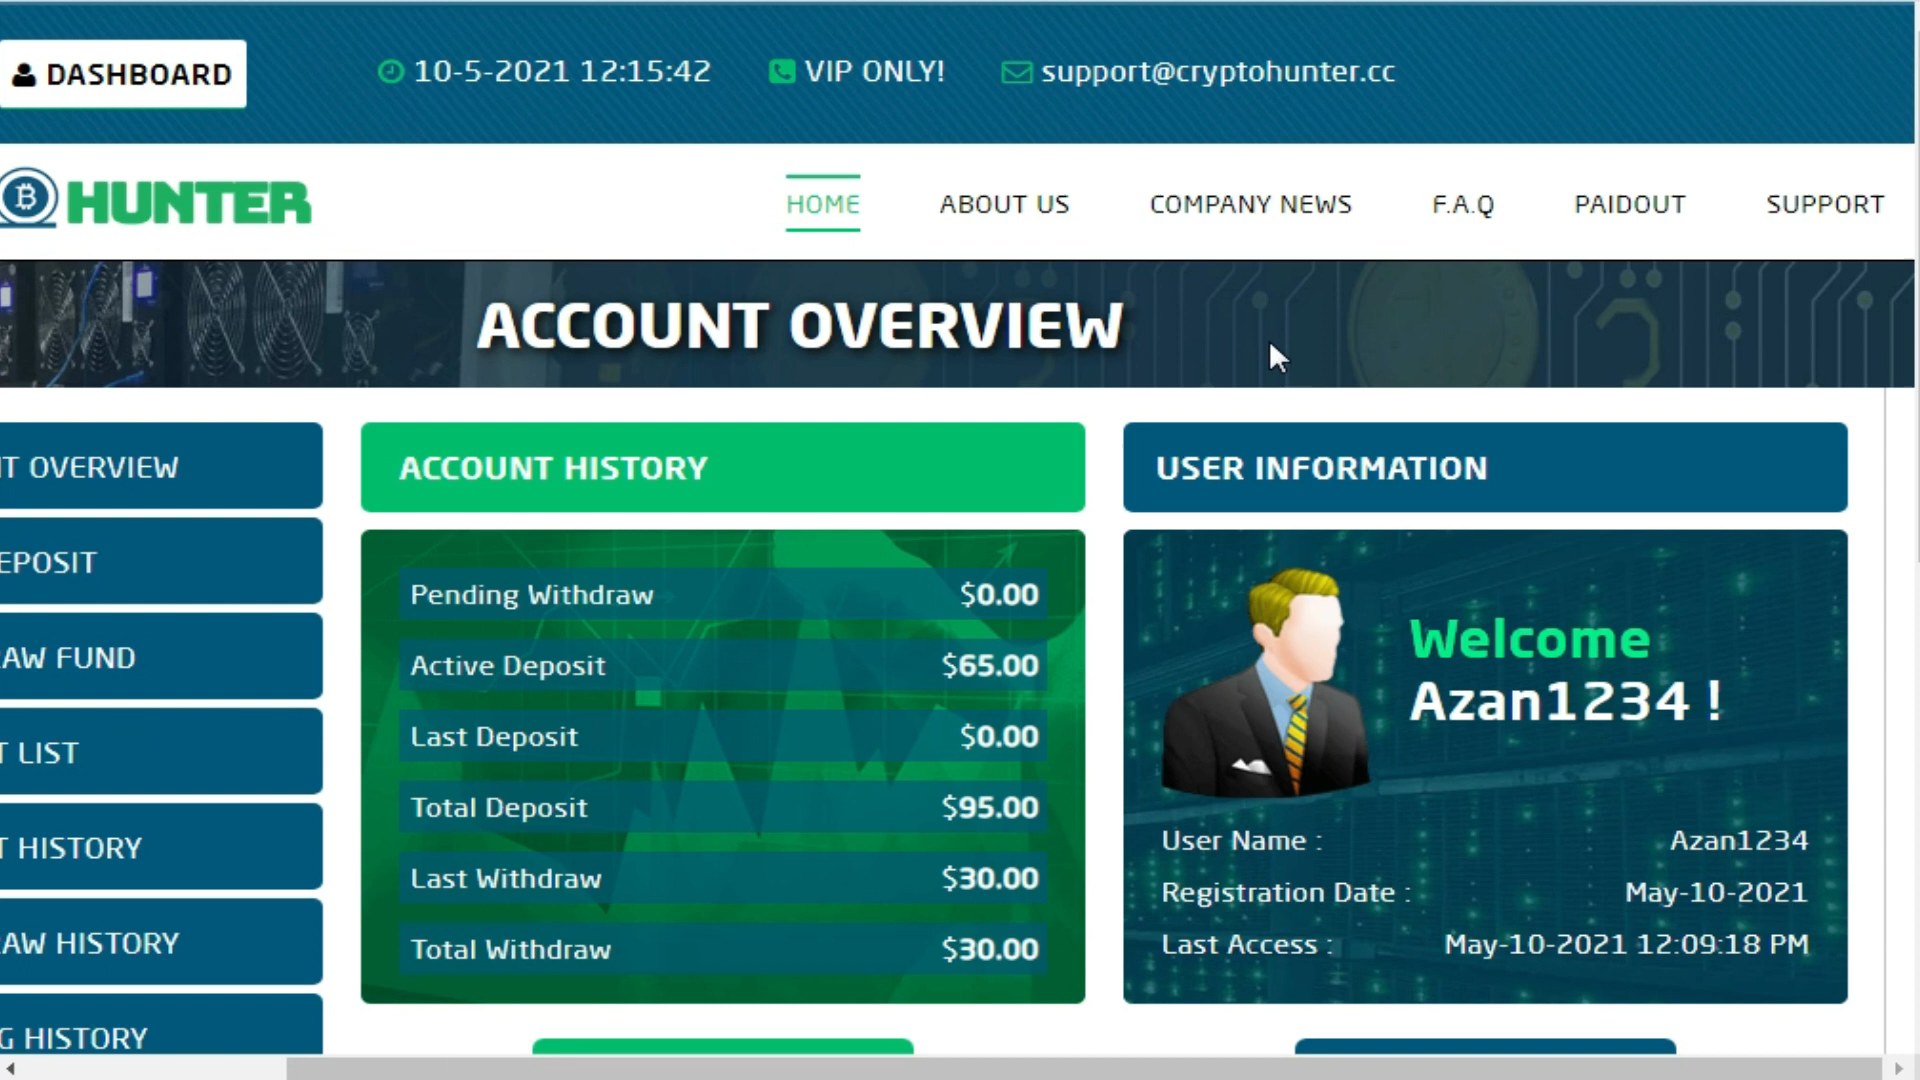 DASHBOARD
10-5-2021 12:15:42
VIP ONLY!
support@cryptohunter.cc
HUNTER
HOME
ABOUT US
COMPANY NEWS
F.A.Q
PAIDOUT
SUPPORT
ACCOUNT OVERVIEW
T OVERVIEW
EPOSIT
AW FUND
T LIST
T HISTORY
AW HISTORY
G HISTORY
ACCOUNT HISTORY
Pending Withdraw $0.00
Active Deposit $65.00
Last Deposit $0.00
Total Deposit $95.00
Last Withdraw $30.00
Total Withdraw $30.00
USER INFORMATION
Welcome
Azan1234 !
User Name : Azan1234
Registration Date : May-10-2021
Last Access : May-10-2021 12:09:18 PM